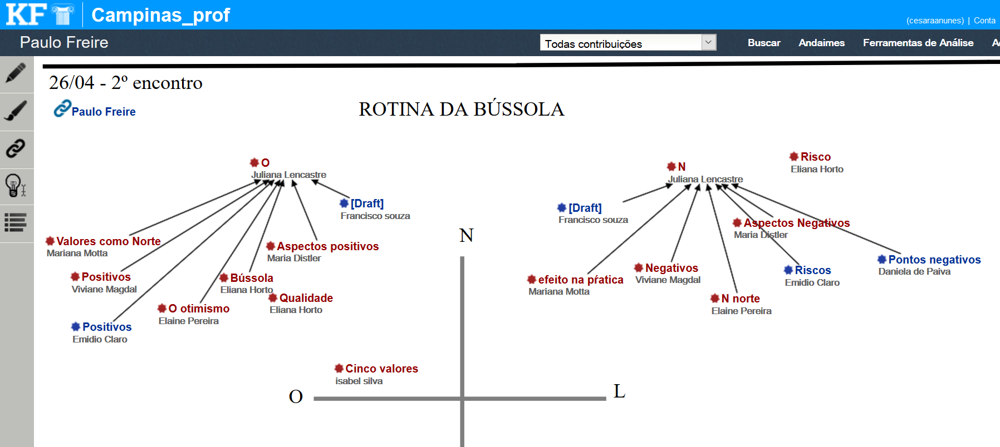 KF Campinas_prof
(cesaraanunes) | Conta
Paulo Freire
Todas contribuições
Buscar
Andaimes
Ferramentas de Análise
26/04 - 2º encontro
Paulo Freire
ROTINA DA BÚSSOLA
O
Juliana Lencastre
[Draft]
Francisco souza
Valores como Norte
Mariana Motta
Aspectos positivos
Maria Distler
Positivos
Viviane Magdal
Bússola
Eliana Horto
Qualidade
Eliana Horto
O otimismo
Elaine Pereira
Positivos
Emidio Claro
Cinco valores
isabel silva
N
O
L
N
Juliana Lencastre
Risco
Eliana Horto
[Draft]
Francisco souza
Aspectos Negativos
Maria Distler
Pontos negativos
Daniela de Paiva
Negativos
Viviane Magdal
Riscos
Emidio Claro
efeito na pŕatica
Mariana Motta
N norte
Elaine Pereira